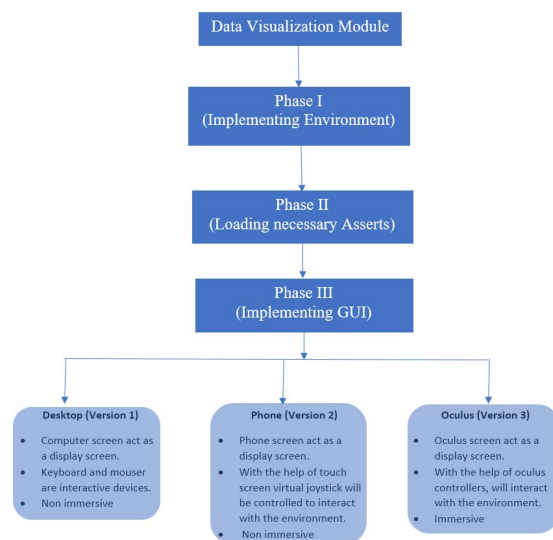 Data Visualization Module
Phase I
(Implementing Environment)
Phase II
(Loading necessary Asserts)
Phase III
(Implementing GUI)
Desktop (Version 1)
• Computer screen act as
a display screen.
• Keyboard and mouser
are interactive devices.
• Non immersive
Phone (Version 2)
• Phone screen act as a
display screen.
• With the help of touch
screen virtual joystick will
be controlled to interact
with the environment.
• Non immersive
Oculus (Version 3)
• Oculus screen act as a
display screen.
• With the help of oculus
controllers, will interact
with the environment.
• Immersive